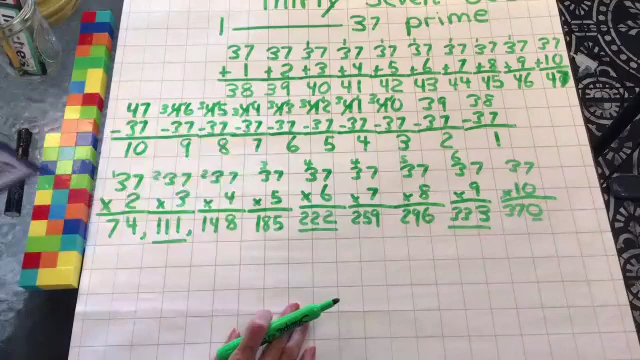 Thirty Seven
1 ———— 37 prime
37 37 37 37 37 37 37 37 37 37
+1 +2 +3 +4 +5 +6 +7 +8 +9 +10
38 39 40 41 42 43 44 45 46 47
47 46 45 44 43 42 41 40 39 38
-37 -37 -37 -37 -37 -37 -37 -37 -37 -37
10 9 8 7 6 5 4 3 2 1
37 37 37 37 37 37 37 37 37
x2 x3 x4 x5 x6 x7 x8 x9 x10
74, 111, 148 185 222 259 296 333 370